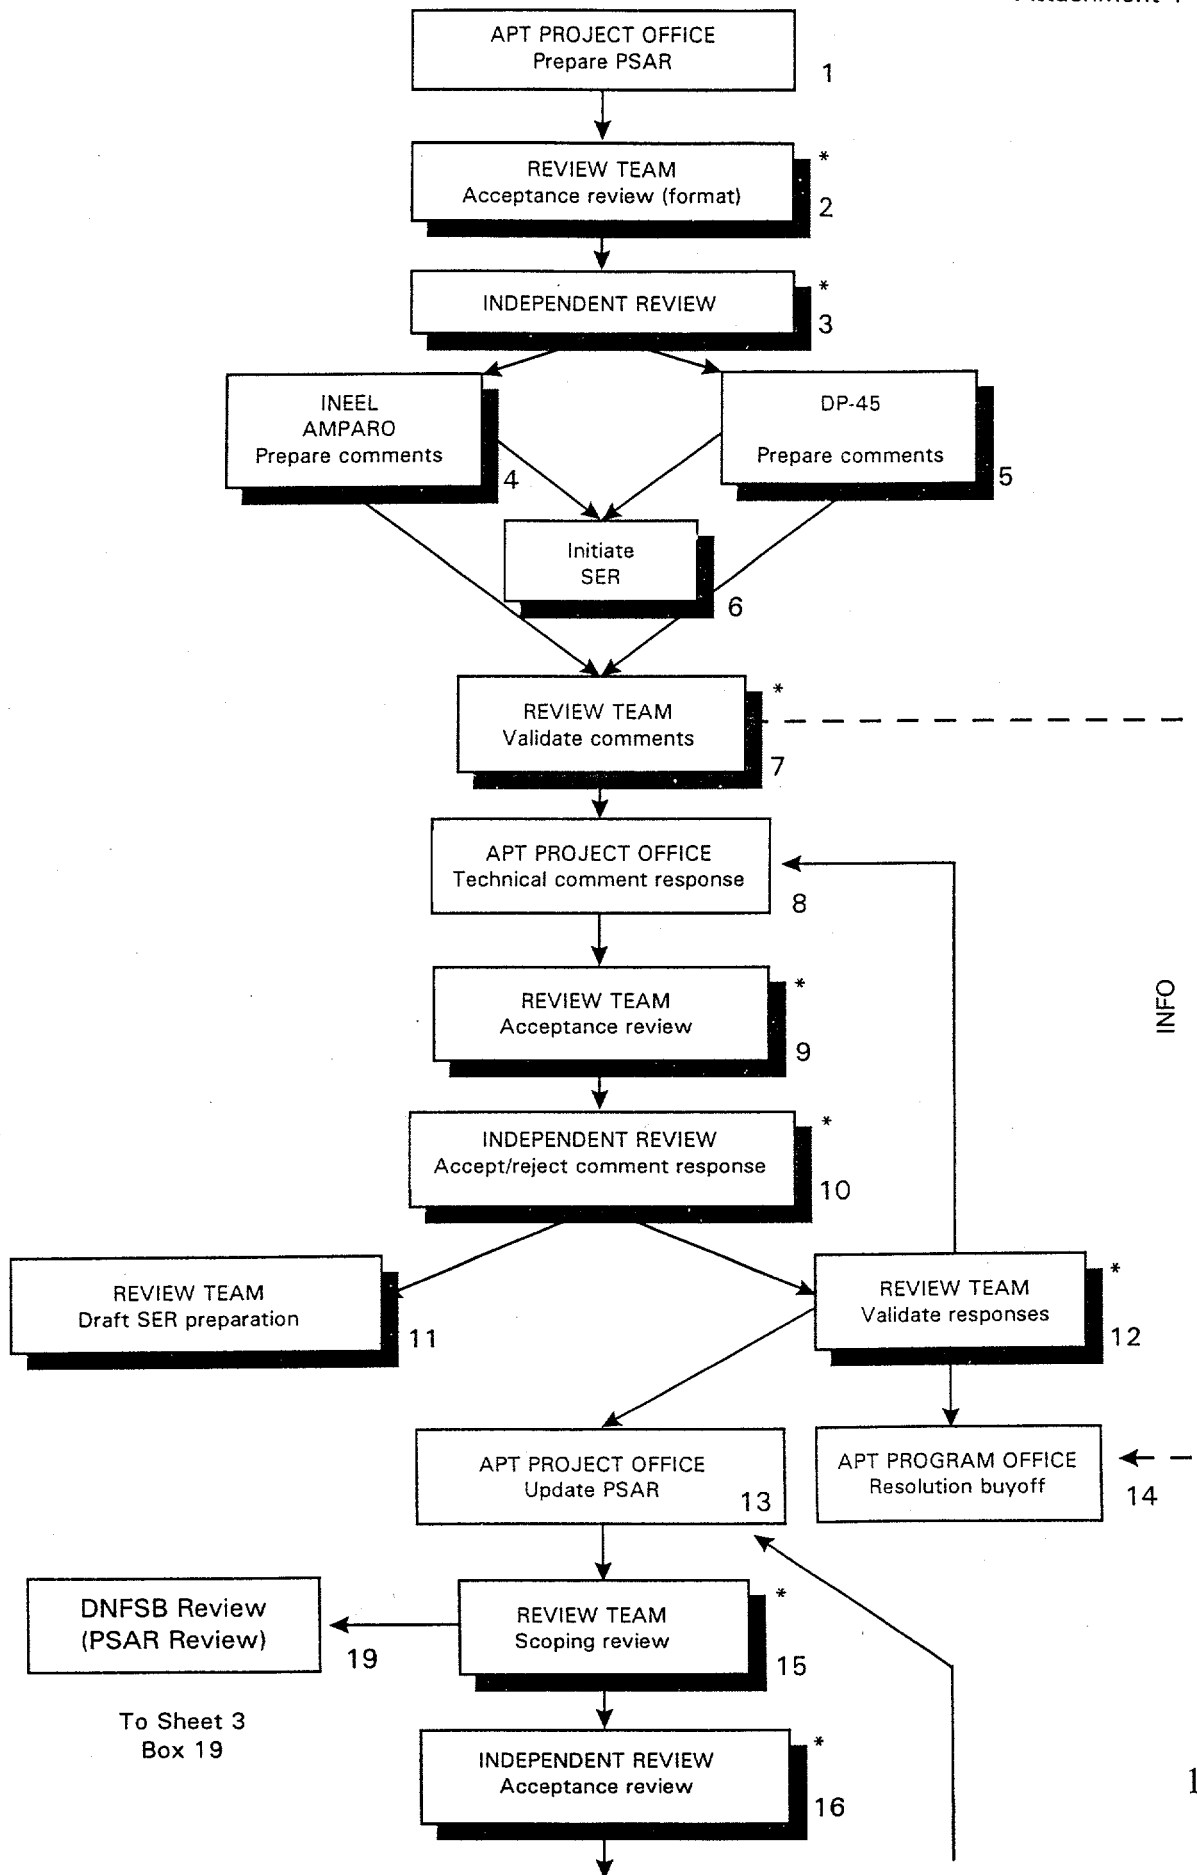 APT PROJECT OFFICE
Prepare PSAR
1
REVIEW TEAM
Acceptance review (format)
*
2
INDEPENDENT REVIEW
*
3
INEEL
AMPARO
Prepare comments
4
DP-45
Prepare comments
5
Initiate
SER
6
REVIEW TEAM
Validate comments
*
7
APT PROJECT OFFICE
Technical comment response
8
REVIEW TEAM
Acceptance review
*
9
INFO
INDEPENDENT REVIEW
Accept/reject comment response
*
10
REVIEW TEAM
Draft SER preparation
11
REVIEW TEAM
Validate responses
*
12
APT PROJECT OFFICE
Update PSAR
13
APT PROGRAM OFFICE
Resolution buyoff
14
DNFSB Review
(PSAR Review)
19
REVIEW TEAM
Scoping review
*
15
To Sheet 3
Box 19
INDEPENDENT REVIEW
Acceptance review
*
16
1